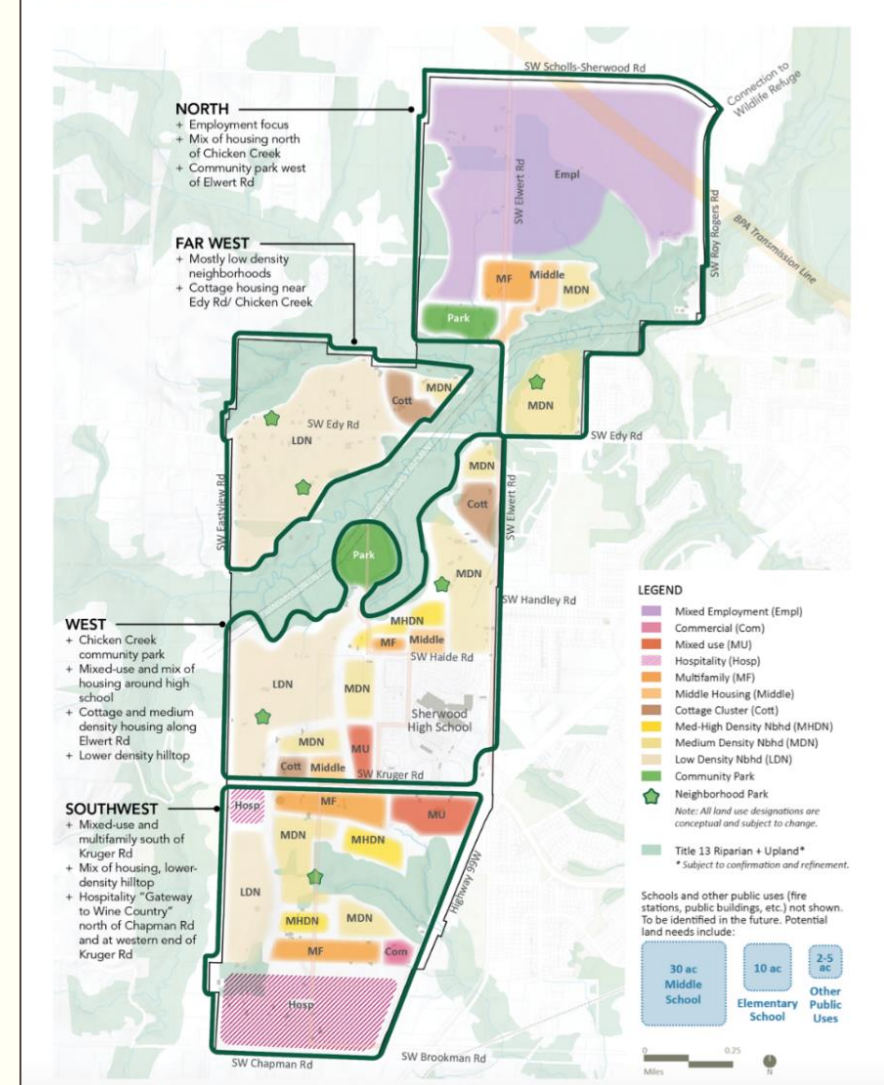 SW Scholls-Sherwood Rd
Connection to
Wildlife Refuge
NORTH
+ Employment focus
+ Mix of housing north
of Chicken Creek
+ Community park west
of Elwert Rd
SW Elwert Rd
Empl
SW Roy Rogers Rd
BPA Transmission Line
FAR WEST
+ Mostly low density
neighborhoods
+ Cottage housing near
Edy Rd/ Chicken Creek
MF
Middle
MDN
Park
MDN
SW Edy Rd
Cott
MDN
SW Edy Rd
LDN
SW Eastview Rd
MDN
Cott
SW Elwert Rd
Park
MDN
SW Handley Rd
WEST
+ Chicken Creek
community park
+ Mixed-use and mix of
housing around high
school
+ Cottage and medium
density housing along
Elwert Rd
+ Lower density hilltop
MHDN
MF
Middle
SW Haide Rd
LDN
MDN
Sherwood
High School
MDN
MU
Cott
Middle
SW Kruger Rd
SOUTHWEST
+ Mixed-use and
multifamily south of
Kruger Rd
+ Mix of housing, lower-
density hilltop
+ Hospitality "Gateway
to Wine Country"
north of Chapman Rd
and at western end of
Kruger Rd
Hosp
MF
MU
MDN
MHDN
LDN
Highway 99W
MHDN
MDN
MF
Com
Hosp
SW Chapman Rd
SW Brookman Rd
LEGEND
Mixed Employment (Empl)
Commercial (Com)
Mixed use (MU)
Hospitality (Hosp)
Multifamily (MF)
Middle Housing (Middle)
Cottage Cluster (Cott)
Med-High Density Nbhd (MHDN)
Medium Density Nbhd (MDN)
Low Density Nbhd (LDN)
Community Park
Neighborhood Park
Note: All land use designations are
conceptual and subject to change.
Title 13 Riparian + Upland*
* Subject to confirmation and refinement.
Schools and other public uses (fire
stations, public buildings, etc.) not shown.
To be identified in the future. Potential
land needs include:
30 ac
Middle
School
10 ac
Elementary
School
2-5
ac
Other
Public
Uses
0 0.25
Miles
N